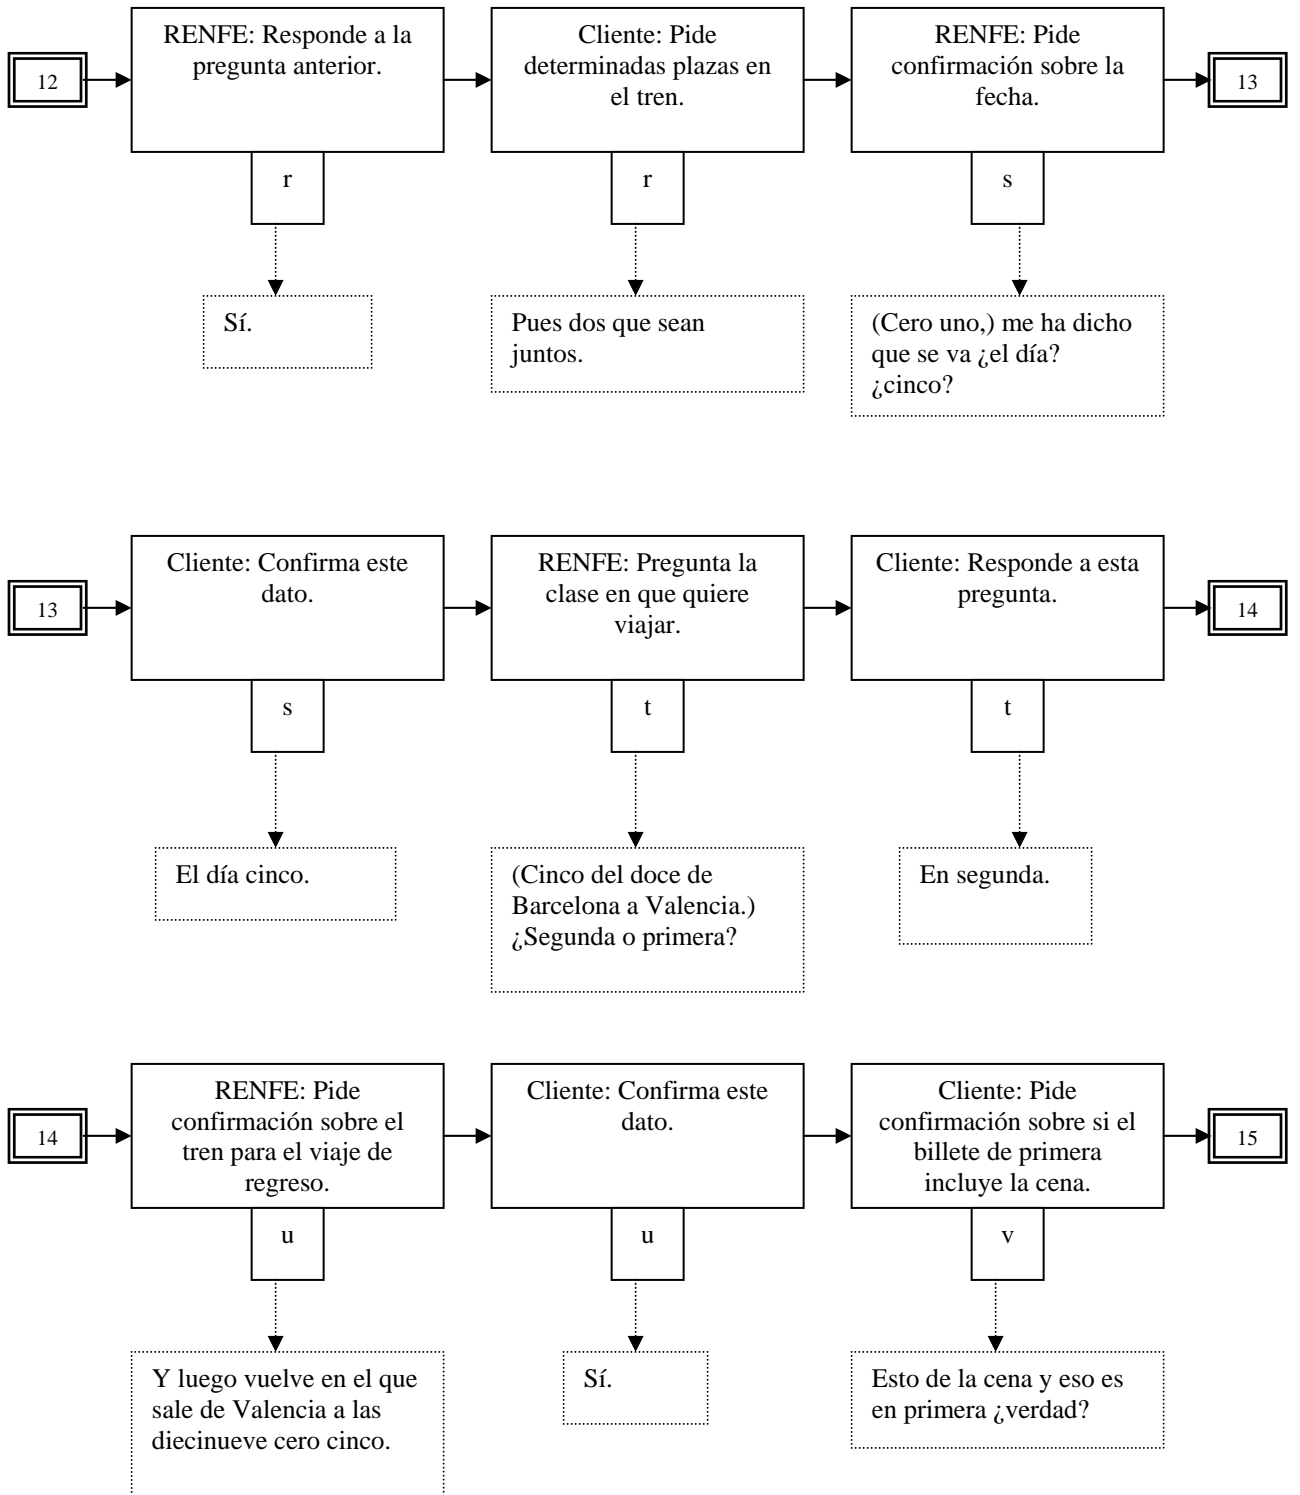 12
RENFE: Responde a la
pregunta anterior.
Cliente: Pide
determinadas plazas en
el tren.
RENFE: Pide
confirmación sobre la
fecha.
13
r
r
s
Sí.
Pues dos que sean
juntos.
(Cero uno,) me ha dicho
que se va ¿el día?
¿cinco?
13
Cliente: Confirma este
dato.
RENFE: Pregunta la
clase en que quiere
viajar.
Cliente: Responde a esta
pregunta.
14
s
t
t
El día cinco.
(Cinco del doce de
Barcelona a Valencia.)
¿Segunda o primera?
En segunda.
14
RENFE: Pide
confirmación sobre el
tren para el viaje de
regreso.
Cliente: Confirma este
dato.
Cliente: Pide
confirmación sobre si el
billete de primera
incluye la cena.
15
u
u
v
Y luego vuelve en el que
sale de Valencia a las
diecinueve cero cinco.
Sí.
Esto de la cena y eso es
en primera ¿verdad?